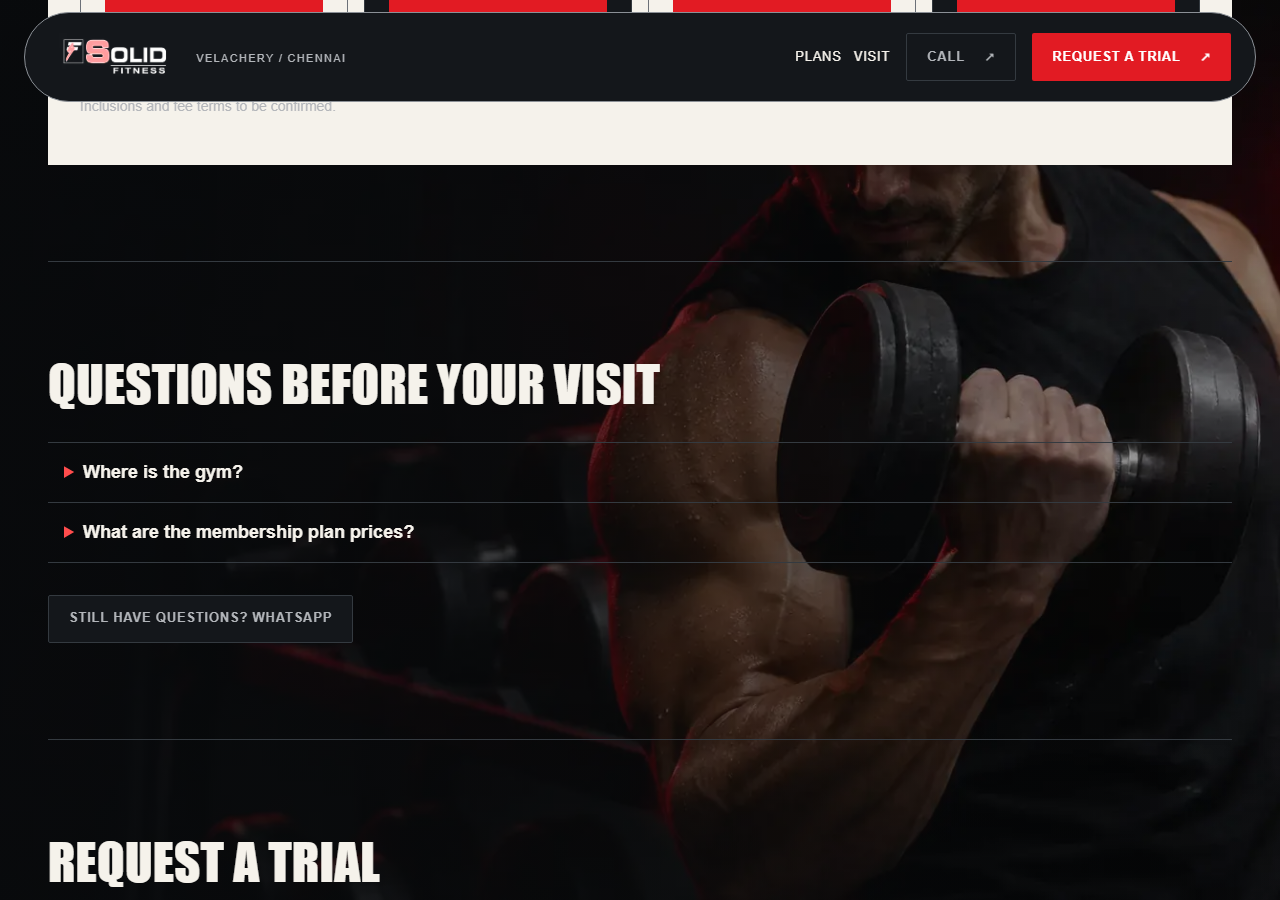 SOLID
FITNESS
VELACHERY / CHENNAI
PLANS VISIT CALL ↗ REQUEST A TRIAL ↗
Inclusions and fee terms to be confirmed.
QUESTIONS BEFORE YOUR VISIT
Where is the gym?
What are the membership plan prices?
STILL HAVE QUESTIONS? WHATSAPP
REQUEST A TRIAL